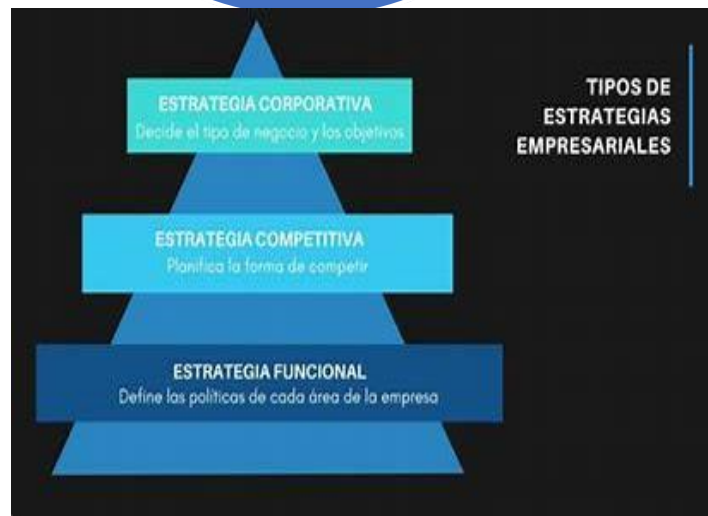 TIPOS DE
ESTRATEGIAS
EMPRESARIALES
ESTRATEGIA CORPORATIVA
Decide el tipo de negocio y los objetivos
ESTRATEGIA COMPETITIVA
Planifica la forma de competir
ESTRATEGIA FUNCIONAL
Define las políticas de cada área de la empresa